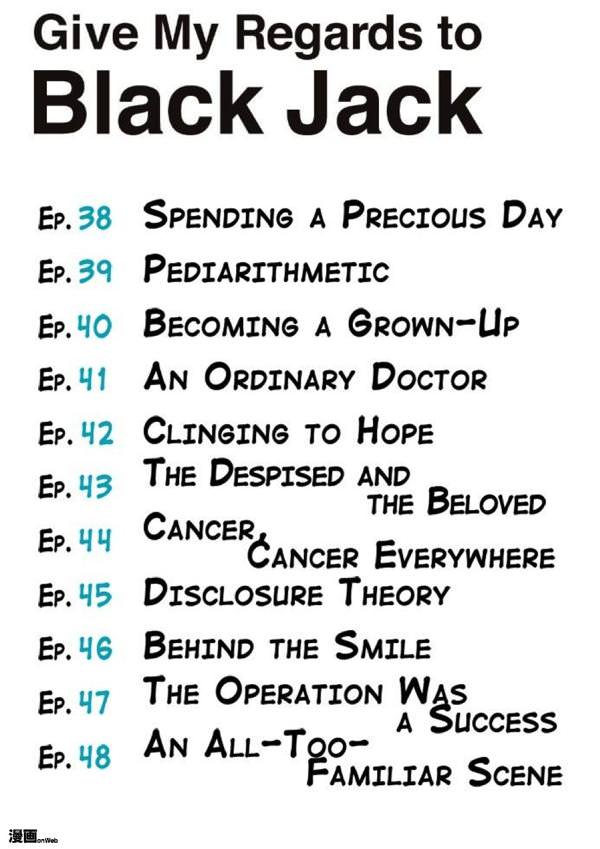 Give My Regards to
Black Jack
Ep. 38 Spending a Precious Day
Ep. 39 Pediarithmetic
Ep. 40 Becoming a Grown-Up
Ep. 41 An Ordinary Doctor
Ep. 42 Clinging to Hope
Ep. 43 The Despised and
the Beloved
Ep. 44 Cancer,
Cancer Everywhere
Ep. 45 Disclosure Theory
Ep. 46 Behind the Smile
Ep. 47 The Operation Was
a Success
Ep. 48 An All-Too-
Familiar Scene
漫画onWeb